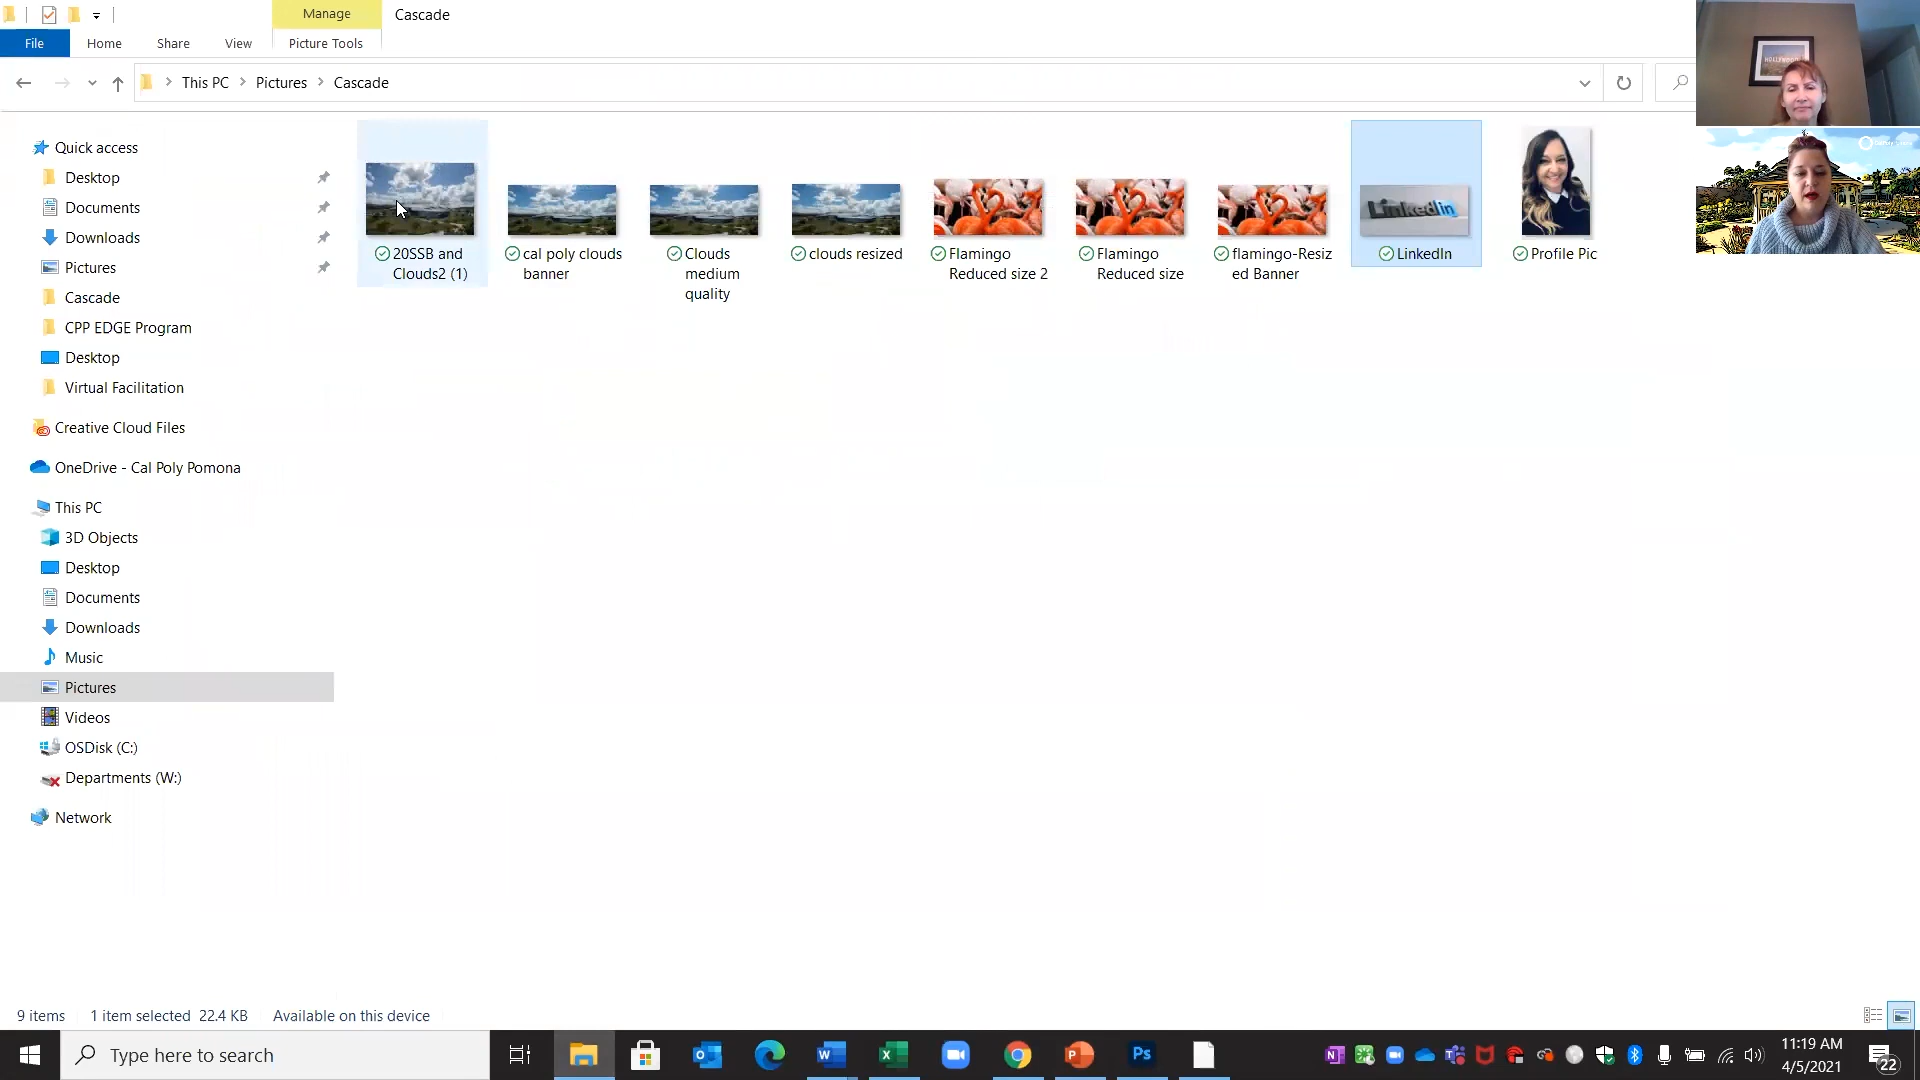 Manage
Cascade
File
Home
Share
View
Picture Tools
This PC
Pictures
Cascade
Quick access
Desktop
Documents
Downloads
Pictures
Cascade
CPP EDGE Program
Desktop
Virtual Facilitation
Creative Cloud Files
OneDrive - Cal Poly Pomona
This PC
3D Objects
Desktop
Documents
Downloads
Music
Pictures
Videos
OSDisk (C:)
Departments (W:)
Network
20SSB and
Clouds2 (1)
cal poly clouds
banner
Clouds
medium
quality
clouds resized
Flamingo
Reduced size 2
Flamingo
Reduced size
flamingo-Resiz
ed Banner
Linkedin
LinkedIn
Profile Pic
HOLLYWOOD
9 items
1 item selected 22.4 KB
Available on this device
Type here to search
11:19 AM
4/5/2021
22